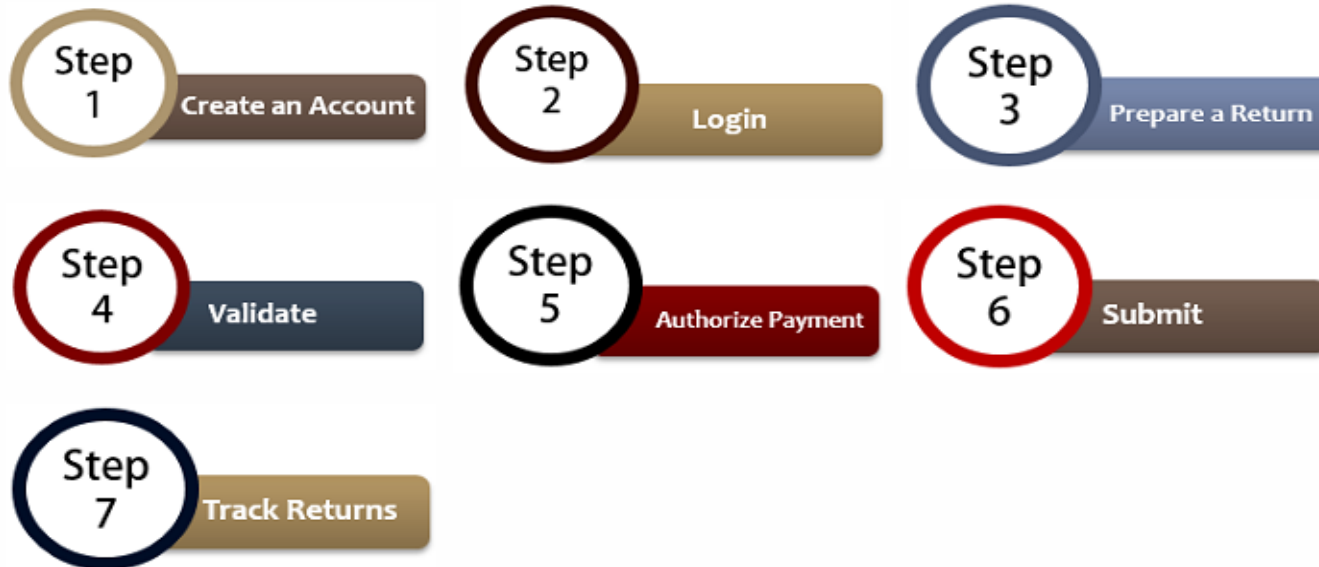 Step
1
Create an Account
Step
2
Login
Step
3
Prepare a Return
Step
4
Validate
Step
5
Authorize Payment
Step
6
Submit
Step
7
Track Returns